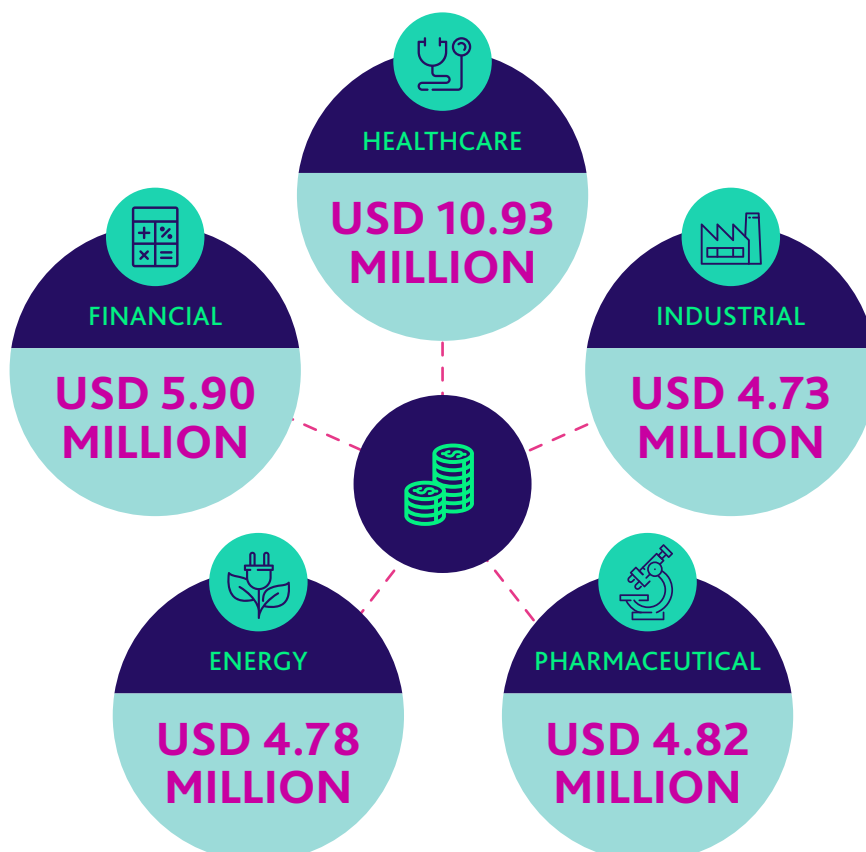 HEALTHCARE
USD 10.93
MILLION
FINANCIAL
USD 5.90
MILLION
INDUSTRIAL
USD 4.73
MILLION
ENERGY
USD 4.78
MILLION
PHARMACEUTICAL
USD 4.82
MILLION